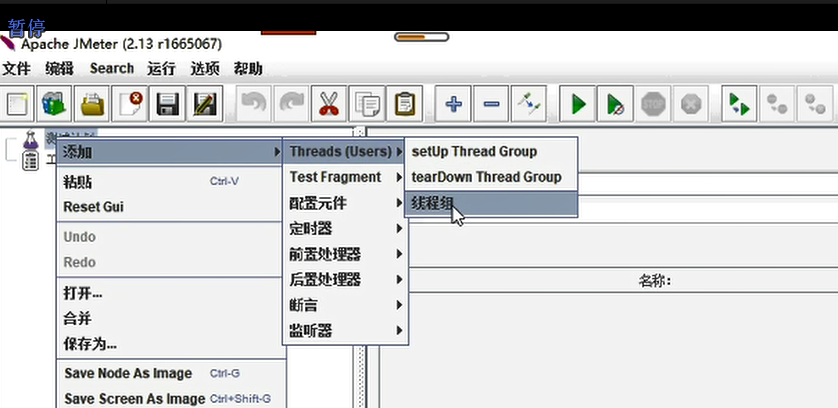 暂停
Apache JMeter (2.13 r1665067)
文件 编辑 Search 运行 选项 帮助
STOP
添加
粘贴 Ctrl-V
Reset Gui
Undo
Redo
打开...
合并
保存为...
Save Node As Image Ctrl-G
Save Screen As Image Ctrl+Shift-G
Threads (Users)
Test Fragment
配置元件
定时器
前置处理器
后置处理器
断言
监听器
setUp Thread Group
tearDown Thread Group
线程组
名称: